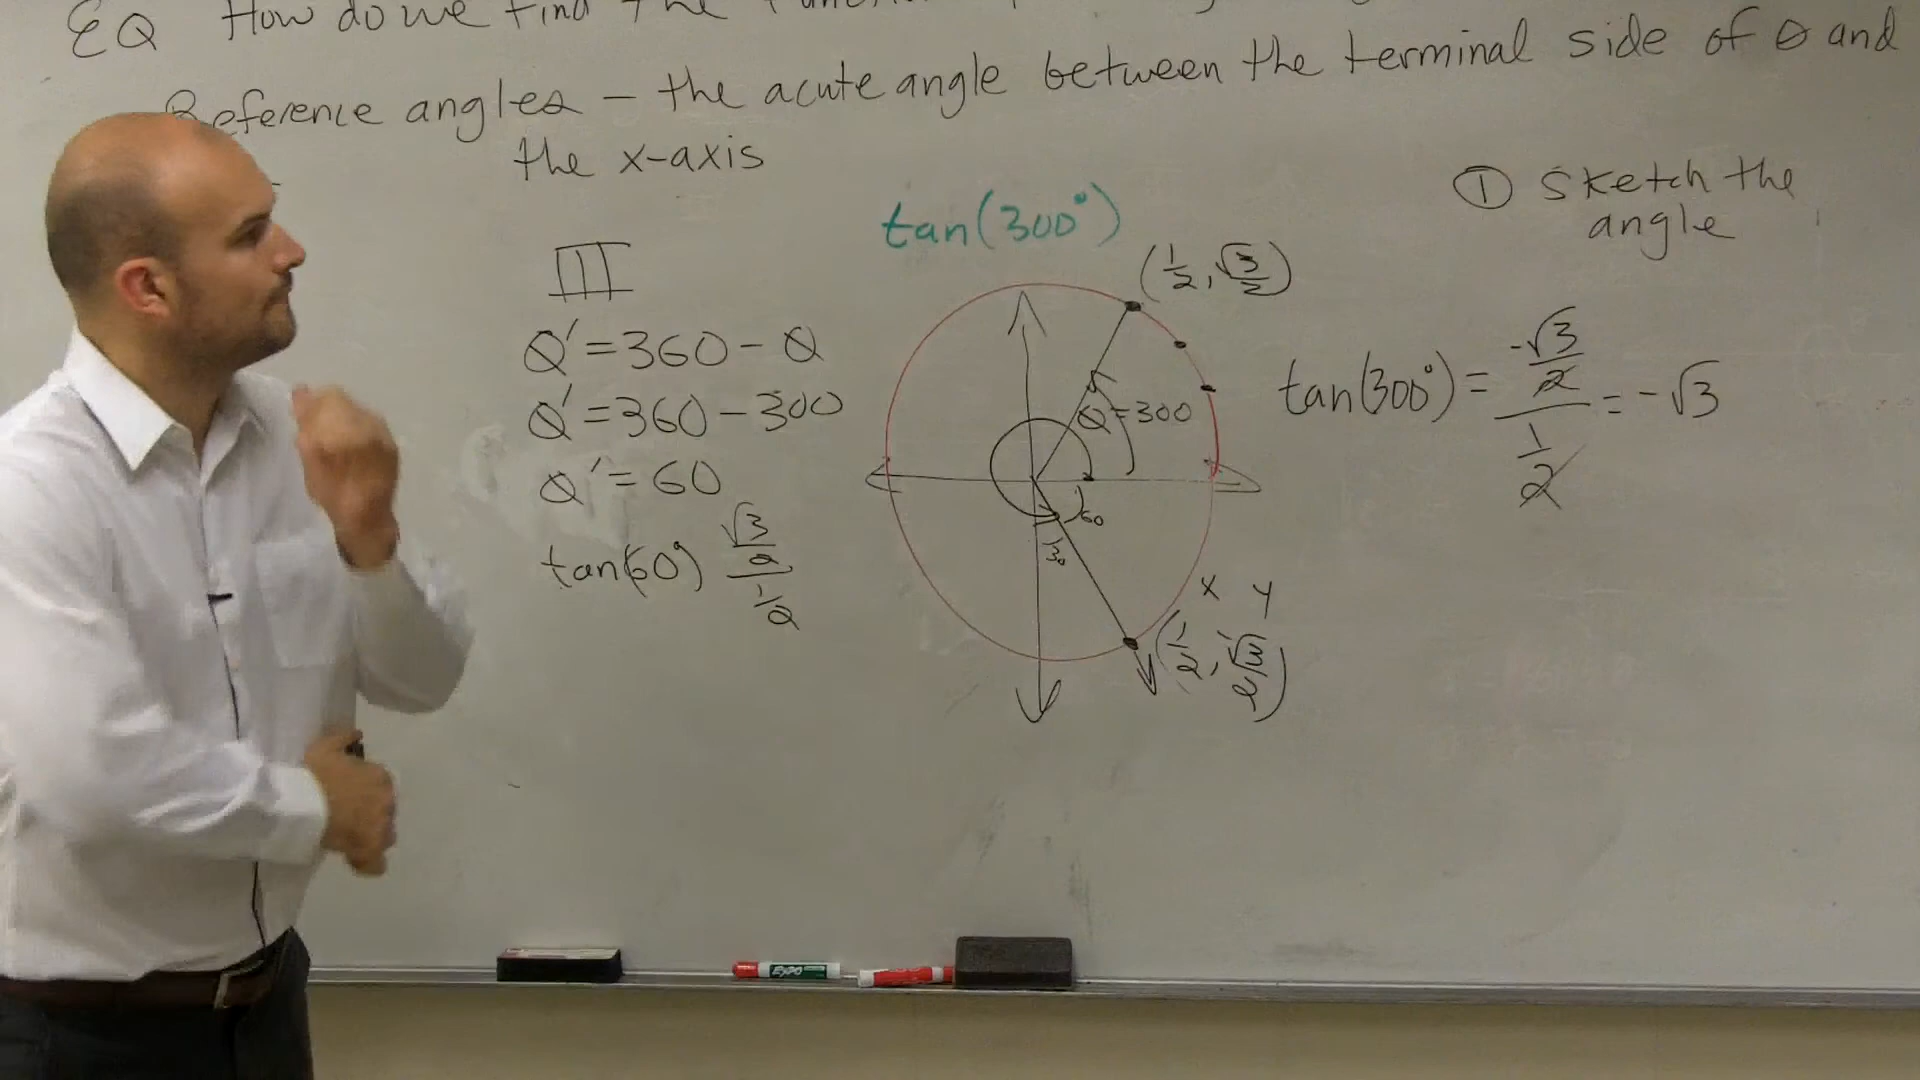 EQ How do we find the
Reference angles – the acute angle between the terminal side of θ and
the x-axis
① Sketch the
angle
tan(300°)
III
θ' = 360 – θ
θ' = 360 – 300
θ' = 60
tan(60°) √3/2 / 1/2
(1/2, √3/2)
θ = 300
60
30°
x y
(1/2, -√3/2)
tan(300°) = -√3/2 / 1/2 = -√3
EXPO